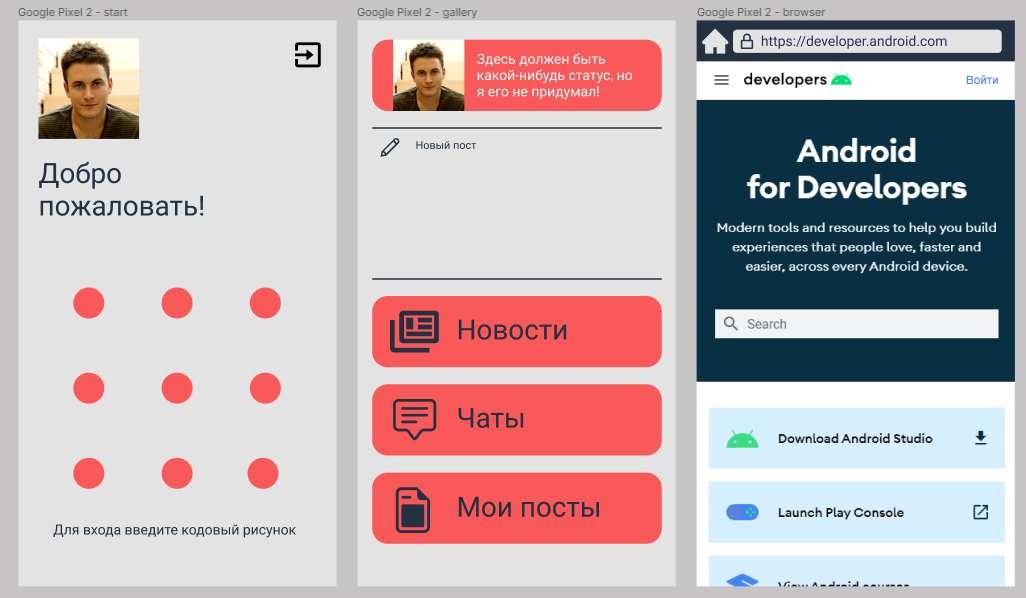 Google Pixel 2 - start
Добро
пожаловать!
Для входа введите кодовый рисунок
Google Pixel 2 - gallery
Здесь должен быть
какой-нибудь статус, но
я его не придумал!
Новый пост
Новости
Чаты
Мои посты
Google Pixel 2 - browser
https://developer.android.com
developers
Войти
Android
for Developers
Modern tools and resources to help you build
experiences that people love, faster and
easier, across every Android device.
Search
Download Android Studio
Launch Play Console
View Android courses